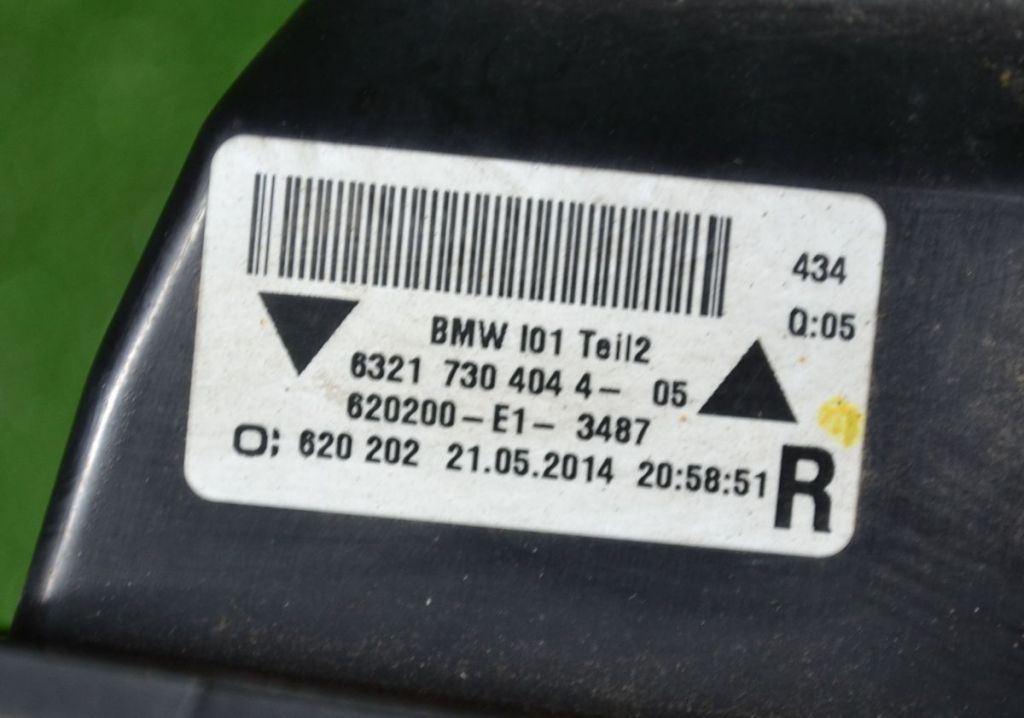 434
Q:05
BMW I01 Teil2
6321 730 404 4- 05
620200-E1- 3487
O; 620 202 21.05.2014 20:58:51
R